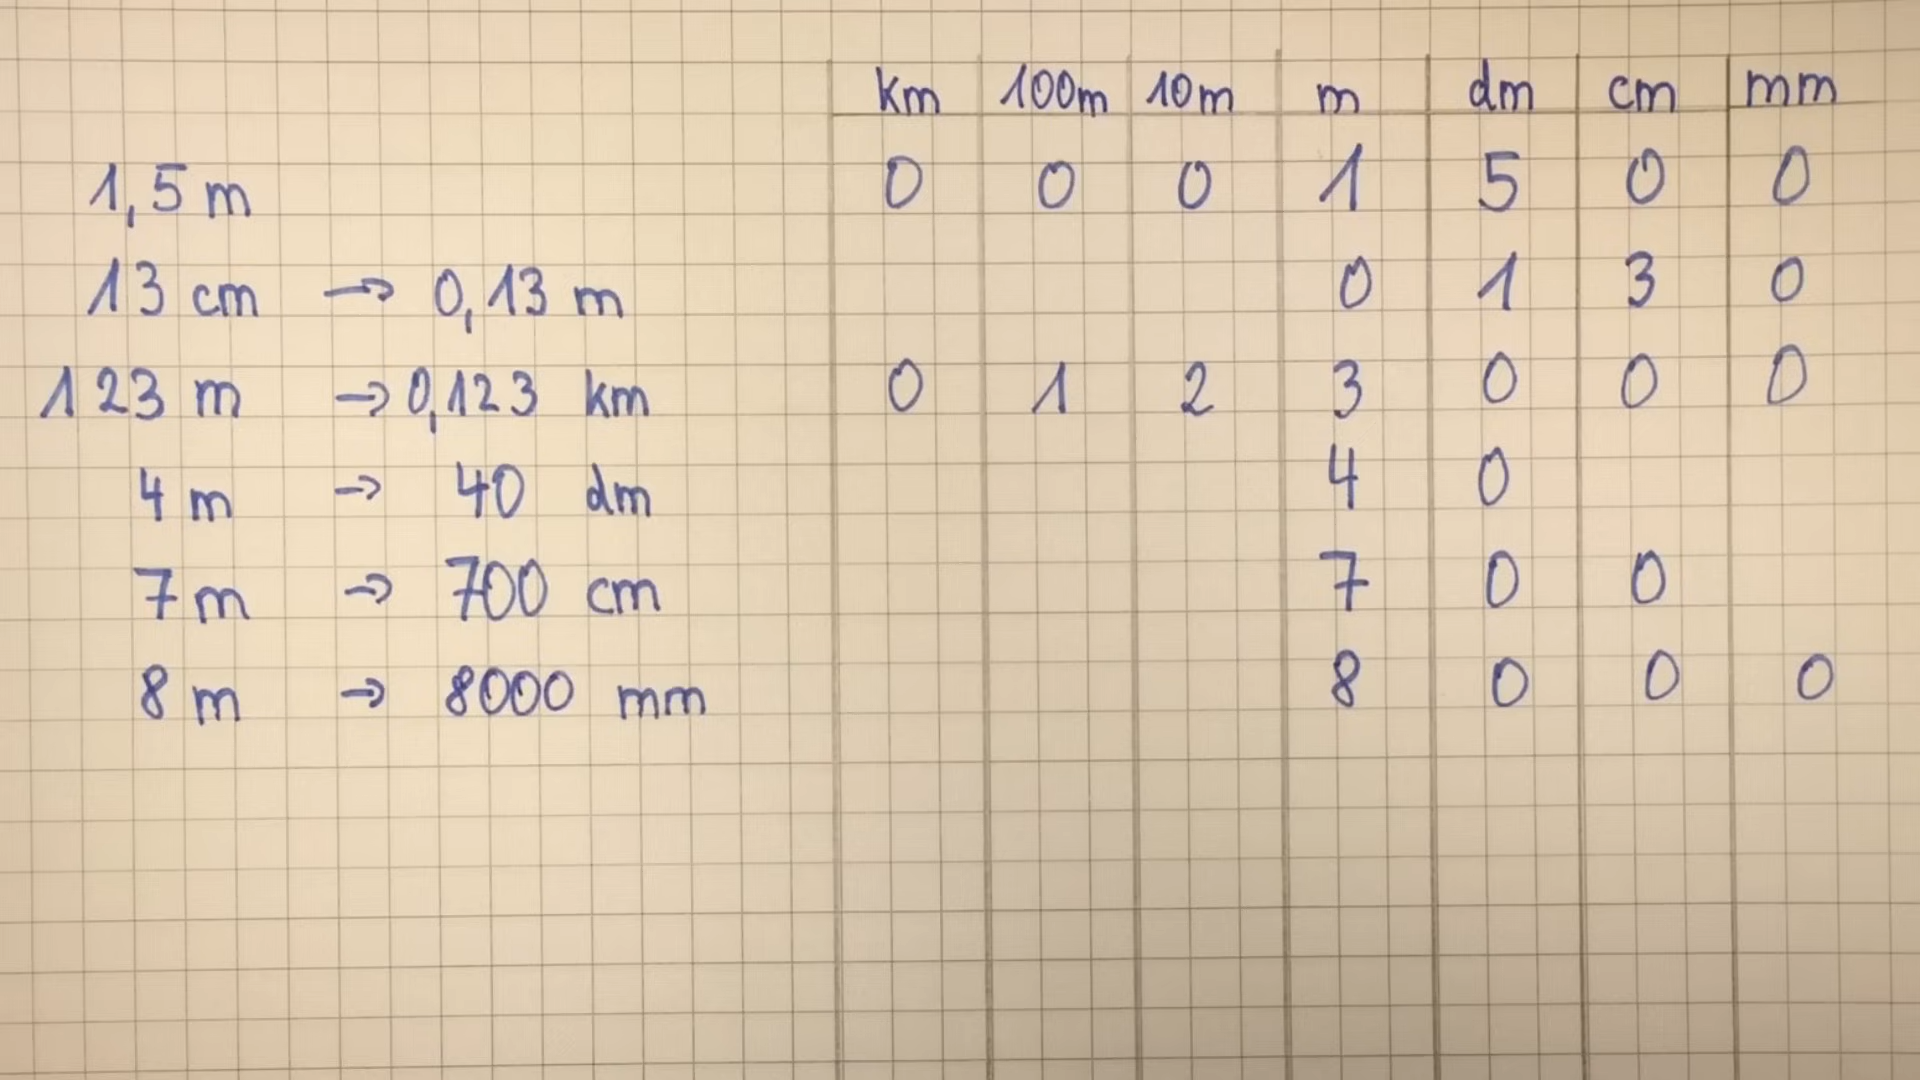 km 100m 10m m dm cm mm
1,5 m 0 0 0 1 5 0 0
13 cm → 0,13 m 0 1 3 0
123 m → 0,123 km 0 1 2 3 0 0 0
4 m → 40 dm 4 0
7 m → 700 cm 7 0 0
8 m → 8000 mm 8 0 0 0